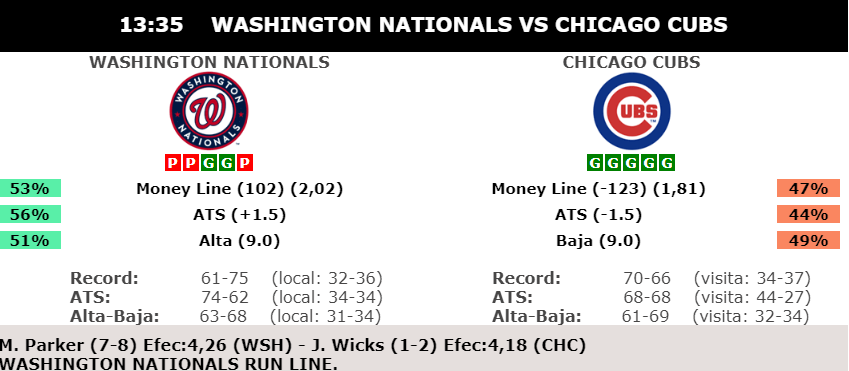 13:35 WASHINGTON NATIONALS VS CHICAGO CUBS
WASHINGTON NATIONALS CHICAGO CUBS
WASHINGTON W NATIONALS CUBS
P P G G P G G G G G
53% Money Line (102) (2,02) Money Line (-123) (1,81) 47%
56% ATS (+1.5) ATS (-1.5) 44%
51% Alta (9.0) Baja (9.0) 49%
Record: 61-75 (local: 32-36) Record: 70-66 (visita: 34-37)
ATS: 74-62 (local: 34-34) ATS: 68-68 (visita: 44-27)
Alta-Baja: 63-68 (local: 31-34) Alta-Baja: 61-69 (visita: 32-34)
M. Parker (7-8) Efec:4,26 (WSH) - J. Wicks (1-2) Efec:4,18 (CHC)
WASHINGTON NATIONALS RUN LINE.